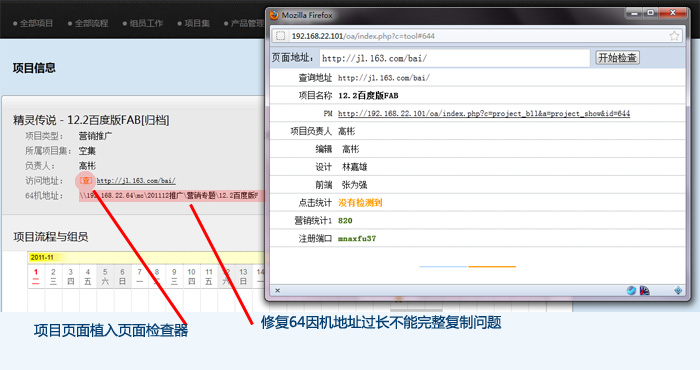 全部项目 全部流程 组员工作 项目集 产品管理
项目信息
精灵传说 - 12.2百度版FAB[归档]
项目类型: 营销推广
所属项目集: 空集
负责人: 高彬
访问地址: [查] http://jl.163.com/bai/
64机地址: \\192.168.22.64\mc\201112推广\营销专题\12.2百度版F
项目流程与组员
2011-11
1 2 3 4 5 6 7 8 9 10 11 12 13 14
二 三 四 五 六 日 一 二 三 四 五 六 日 一
Mozilla Firefox
192.168.22.101/oa/index.php?c=tool#644
页面地址: http://jl.163.com/bai/ 开始检查
查询地址 http://jl.163.com/bai/
项目名称 12.2百度版FAB
PM http://192.168.22.101/oa/index.php?c=project_bll&a=project_show&id=644
项目负责人 高彬
编辑 高彬
设计 林嘉雄
前端 张为强
点击统计 没有检测到
营销统计1 820
注册端口 mnaxfu37
项目页面植入页面检查器
修复64因机地址过长不能完整复制问题